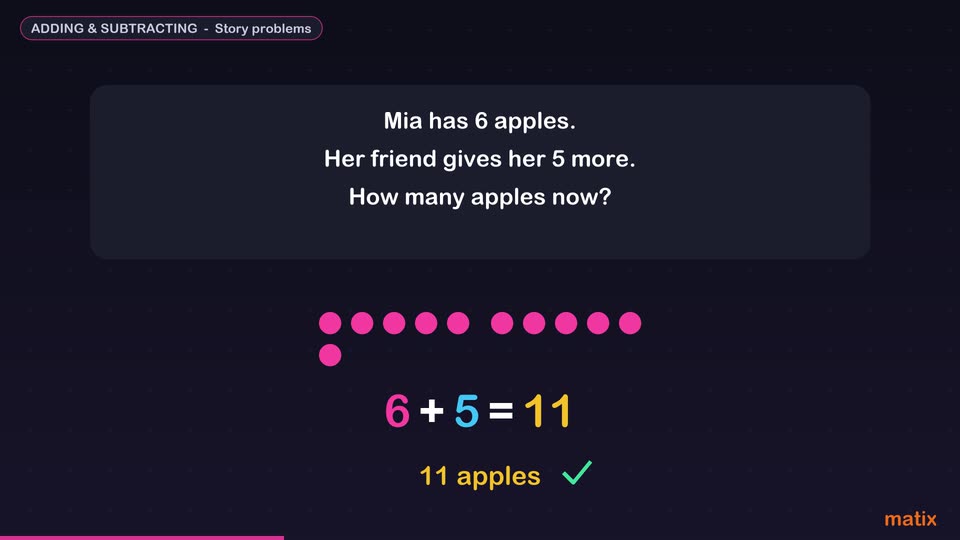 ADDING & SUBTRACTING - Story problems
Mia has 6 apples.
Her friend gives her 5 more.
How many apples now?
6 + 5 = 11
11 apples
matix